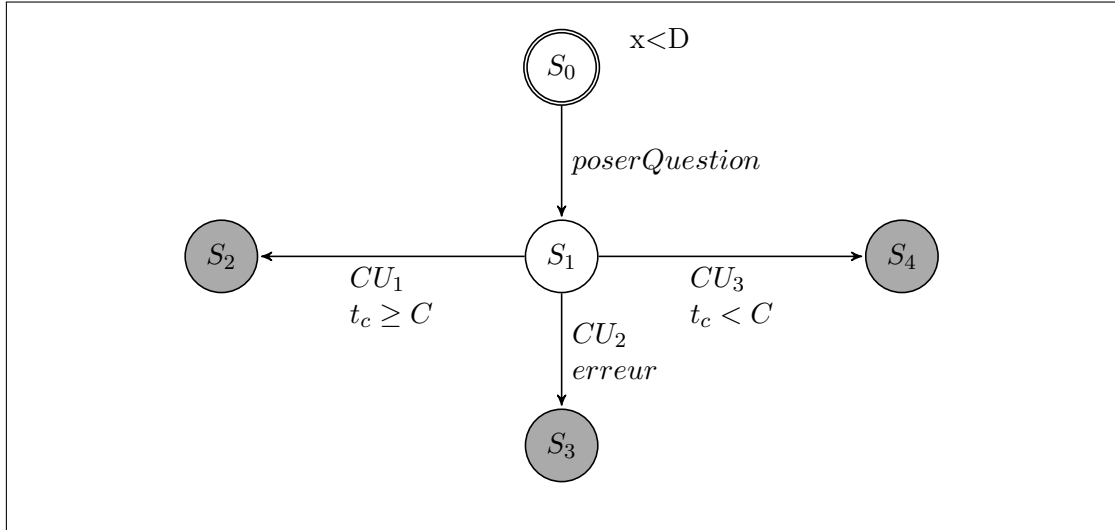 S₀
x<D
poserQuestion
S₂
S₁
S₄
CU₁
t_c ≥ C
CU₃
t_c < C
CU₂
erreur
S₃